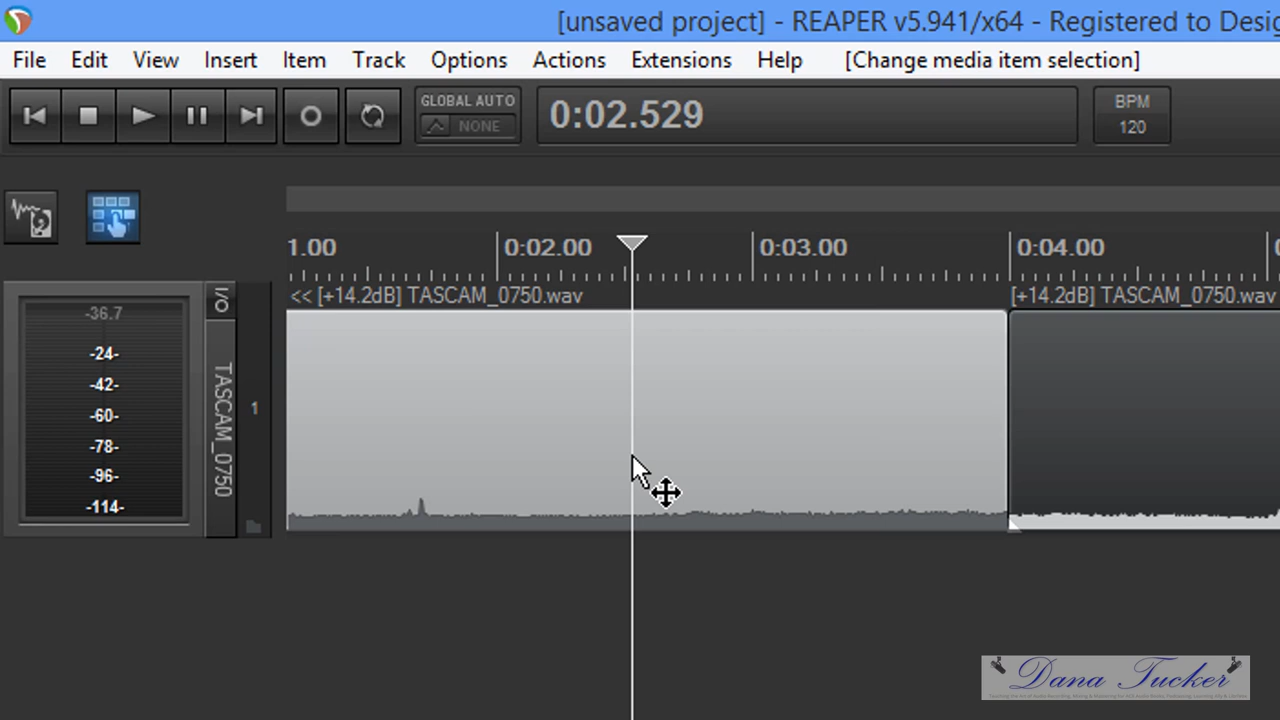 [unsaved project] - REAPER v5.941/x64 - Registered to Desig
File Edit View Insert Item Track Options Actions Extensions Help [Change media item selection]
GLOBAL AUTO
NONE
0:02.529
BPM
120
1.00 0:02.00 0:03.00 0:04.00
<< [+14.2dB] TASCAM_0750.wav [+14.2dB] TASCAM_0750.wav
I/O
TASCAM_0750
1
-36.7
-24-
-42-
-60-
-78-
-96-
-114-
Dana Tucker